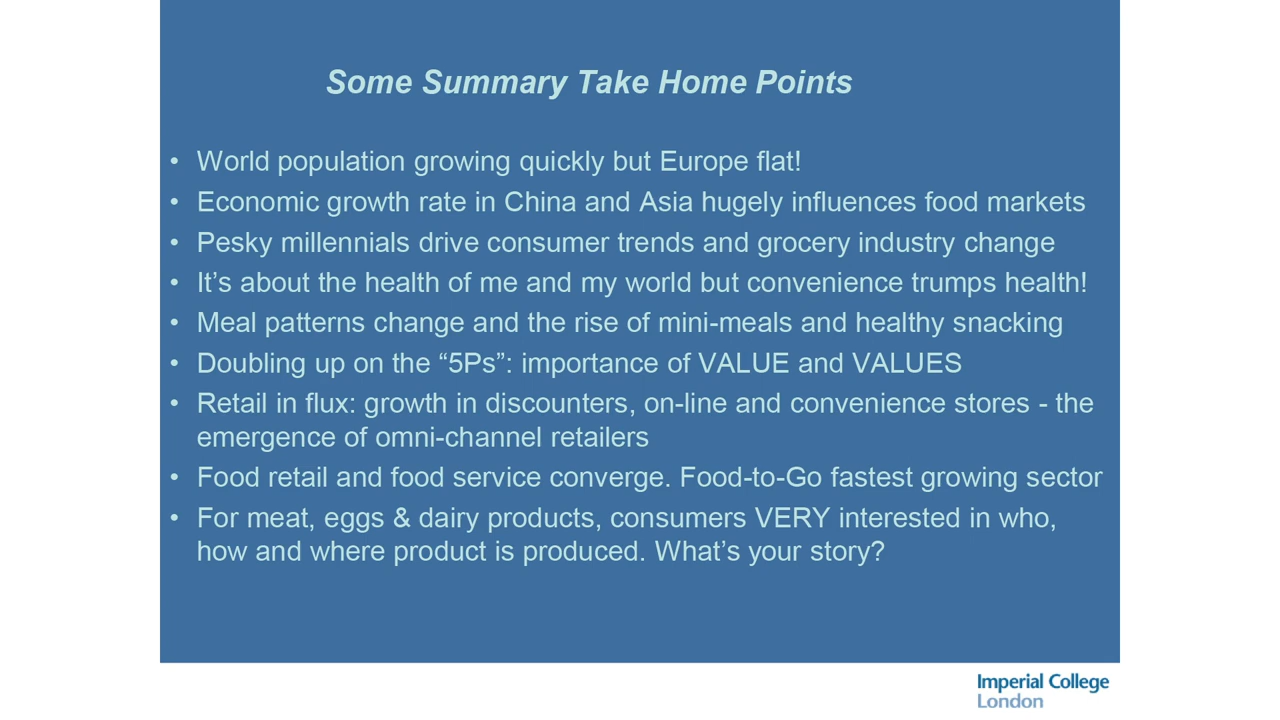 Some Summary Take Home Points
• World population growing quickly but Europe flat!
• Economic growth rate in China and Asia hugely influences food markets
• Pesky millennials drive consumer trends and grocery industry change
• It’s about the health of me and my world but convenience trumps health!
• Meal patterns change and the rise of mini-meals and healthy snacking
• Doubling up on the “5Ps”: importance of VALUE and VALUES
• Retail in flux: growth in discounters, on-line and convenience stores - the
emergence of omni-channel retailers
• Food retail and food service converge. Food-to-Go fastest growing sector
• For meat, eggs & dairy products, consumers VERY interested in who,
how and where product is produced. What’s your story?
Imperial College
London